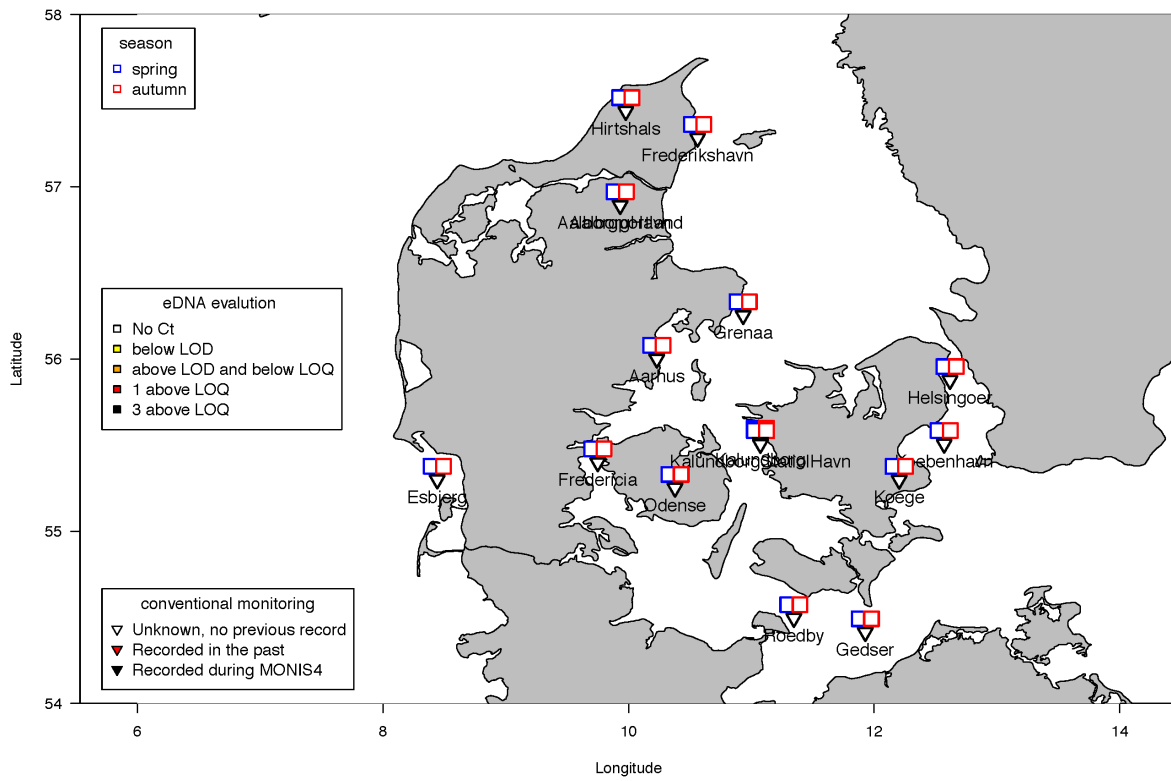 58
season
spring
autumn
Hirtshals
Frederikshavn
57
eDNA evalution
No Ct
below LOD
above LOD and below LOQ
1 above LOQ
3 above LOQ
Grenaa
56
Latitude
Aarhus
Helsingoer
Koebenhavn
Fredericia
Esbjerg
Odense
Koege
55
conventional monitoring
Unknown, no previous record
Recorded in the past
Recorded during MONIS4
Roedby
Gedser
54
6
8
10
12
14
Longitude